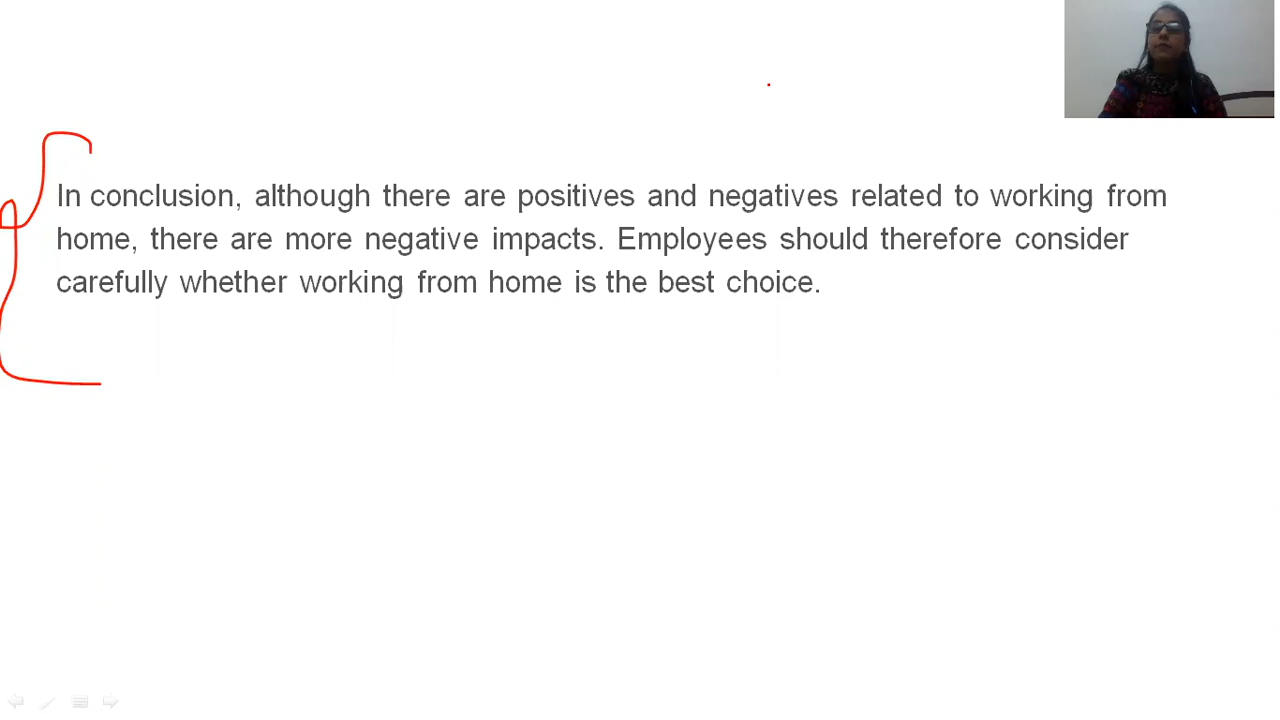 In conclusion, although there are positives and negatives related to working from
home, there are more negative impacts. Employees should therefore consider
carefully whether working from home is the best choice.